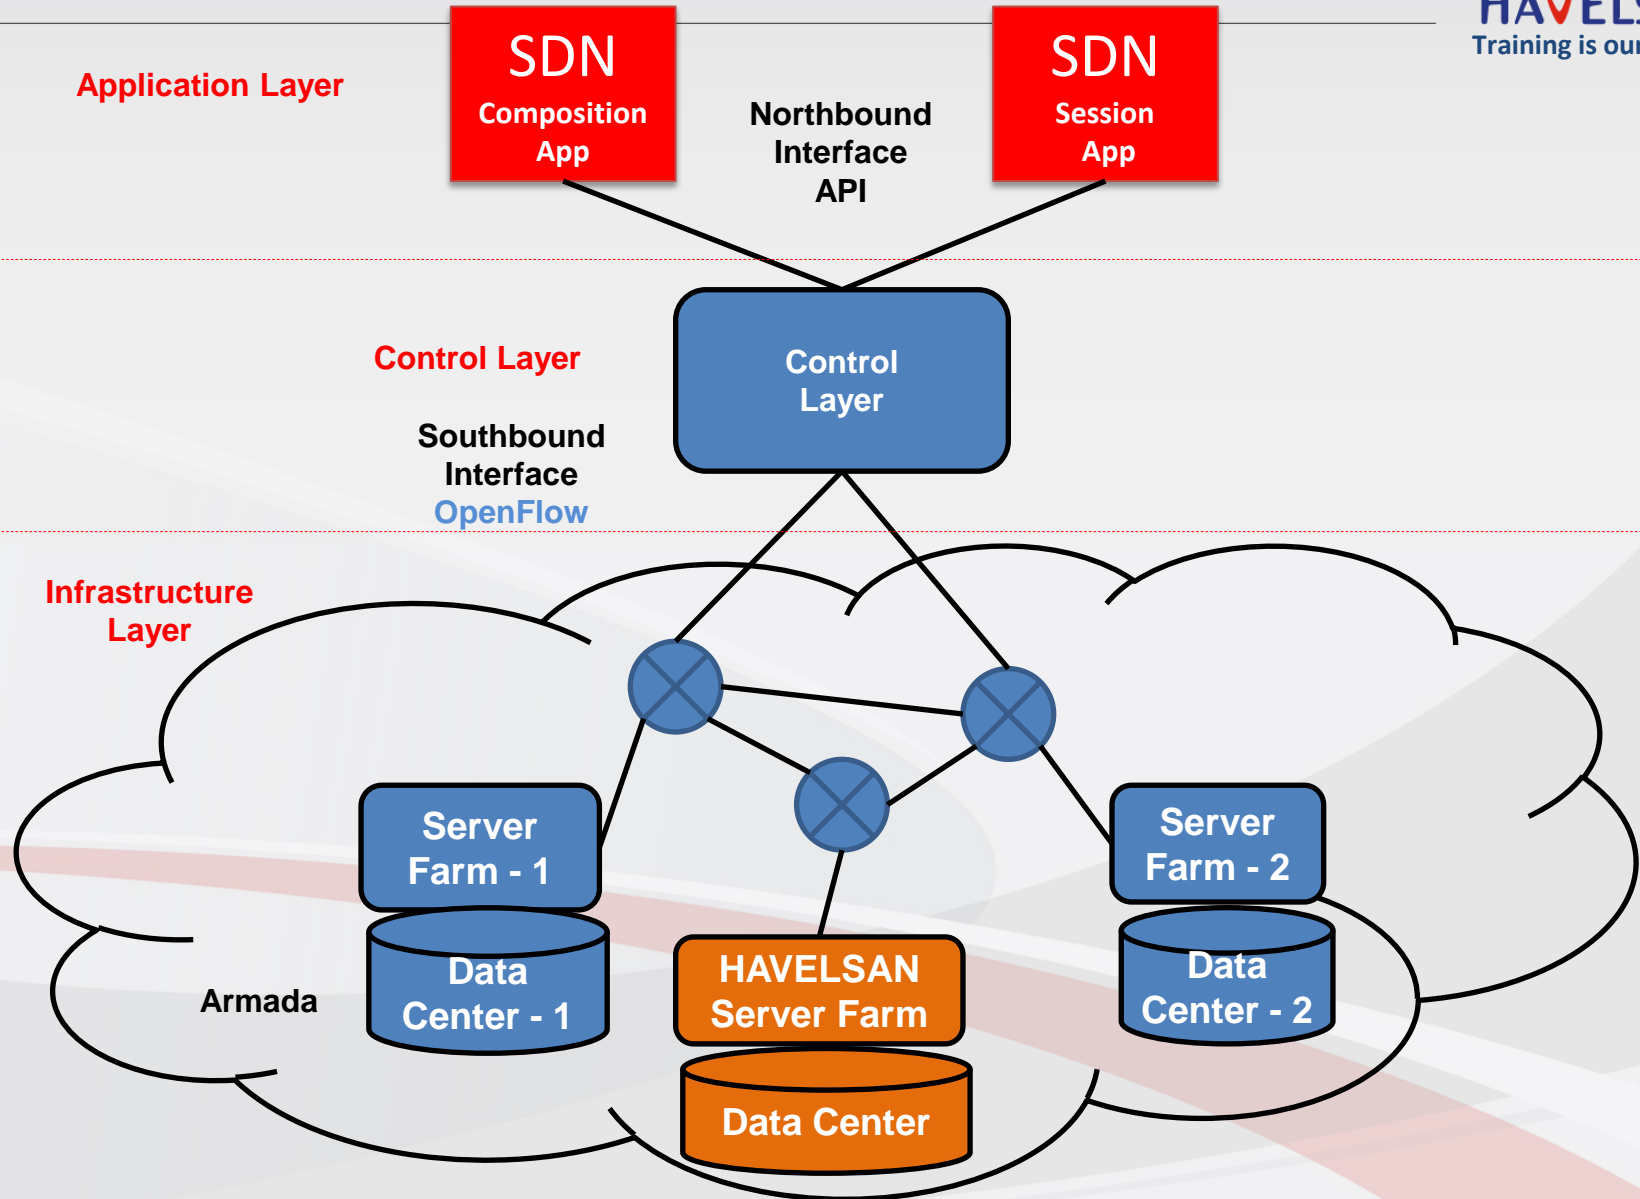 Training is our
Application Layer
SDN
Composition
App
Northbound
Interface
API
SDN
Session
App
Control Layer
Control
Layer
Southbound
Interface
OpenFlow
Infrastructure
Layer
Server
Farm - 1
Server
Farm - 2
Data
Center - 1
Armada
HAVELSAN
Server Farm
Data
Center - 2
Data Center